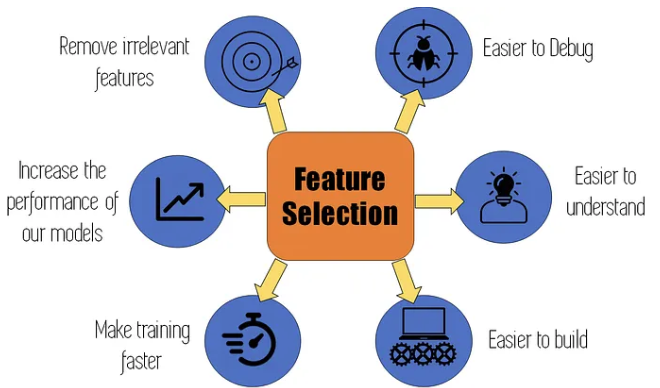 Remove irrelevant
features
Easier to Debug
Increase the
performance of
our models
Feature
Selection
Easier to
understand
Make training
faster
Easier to build